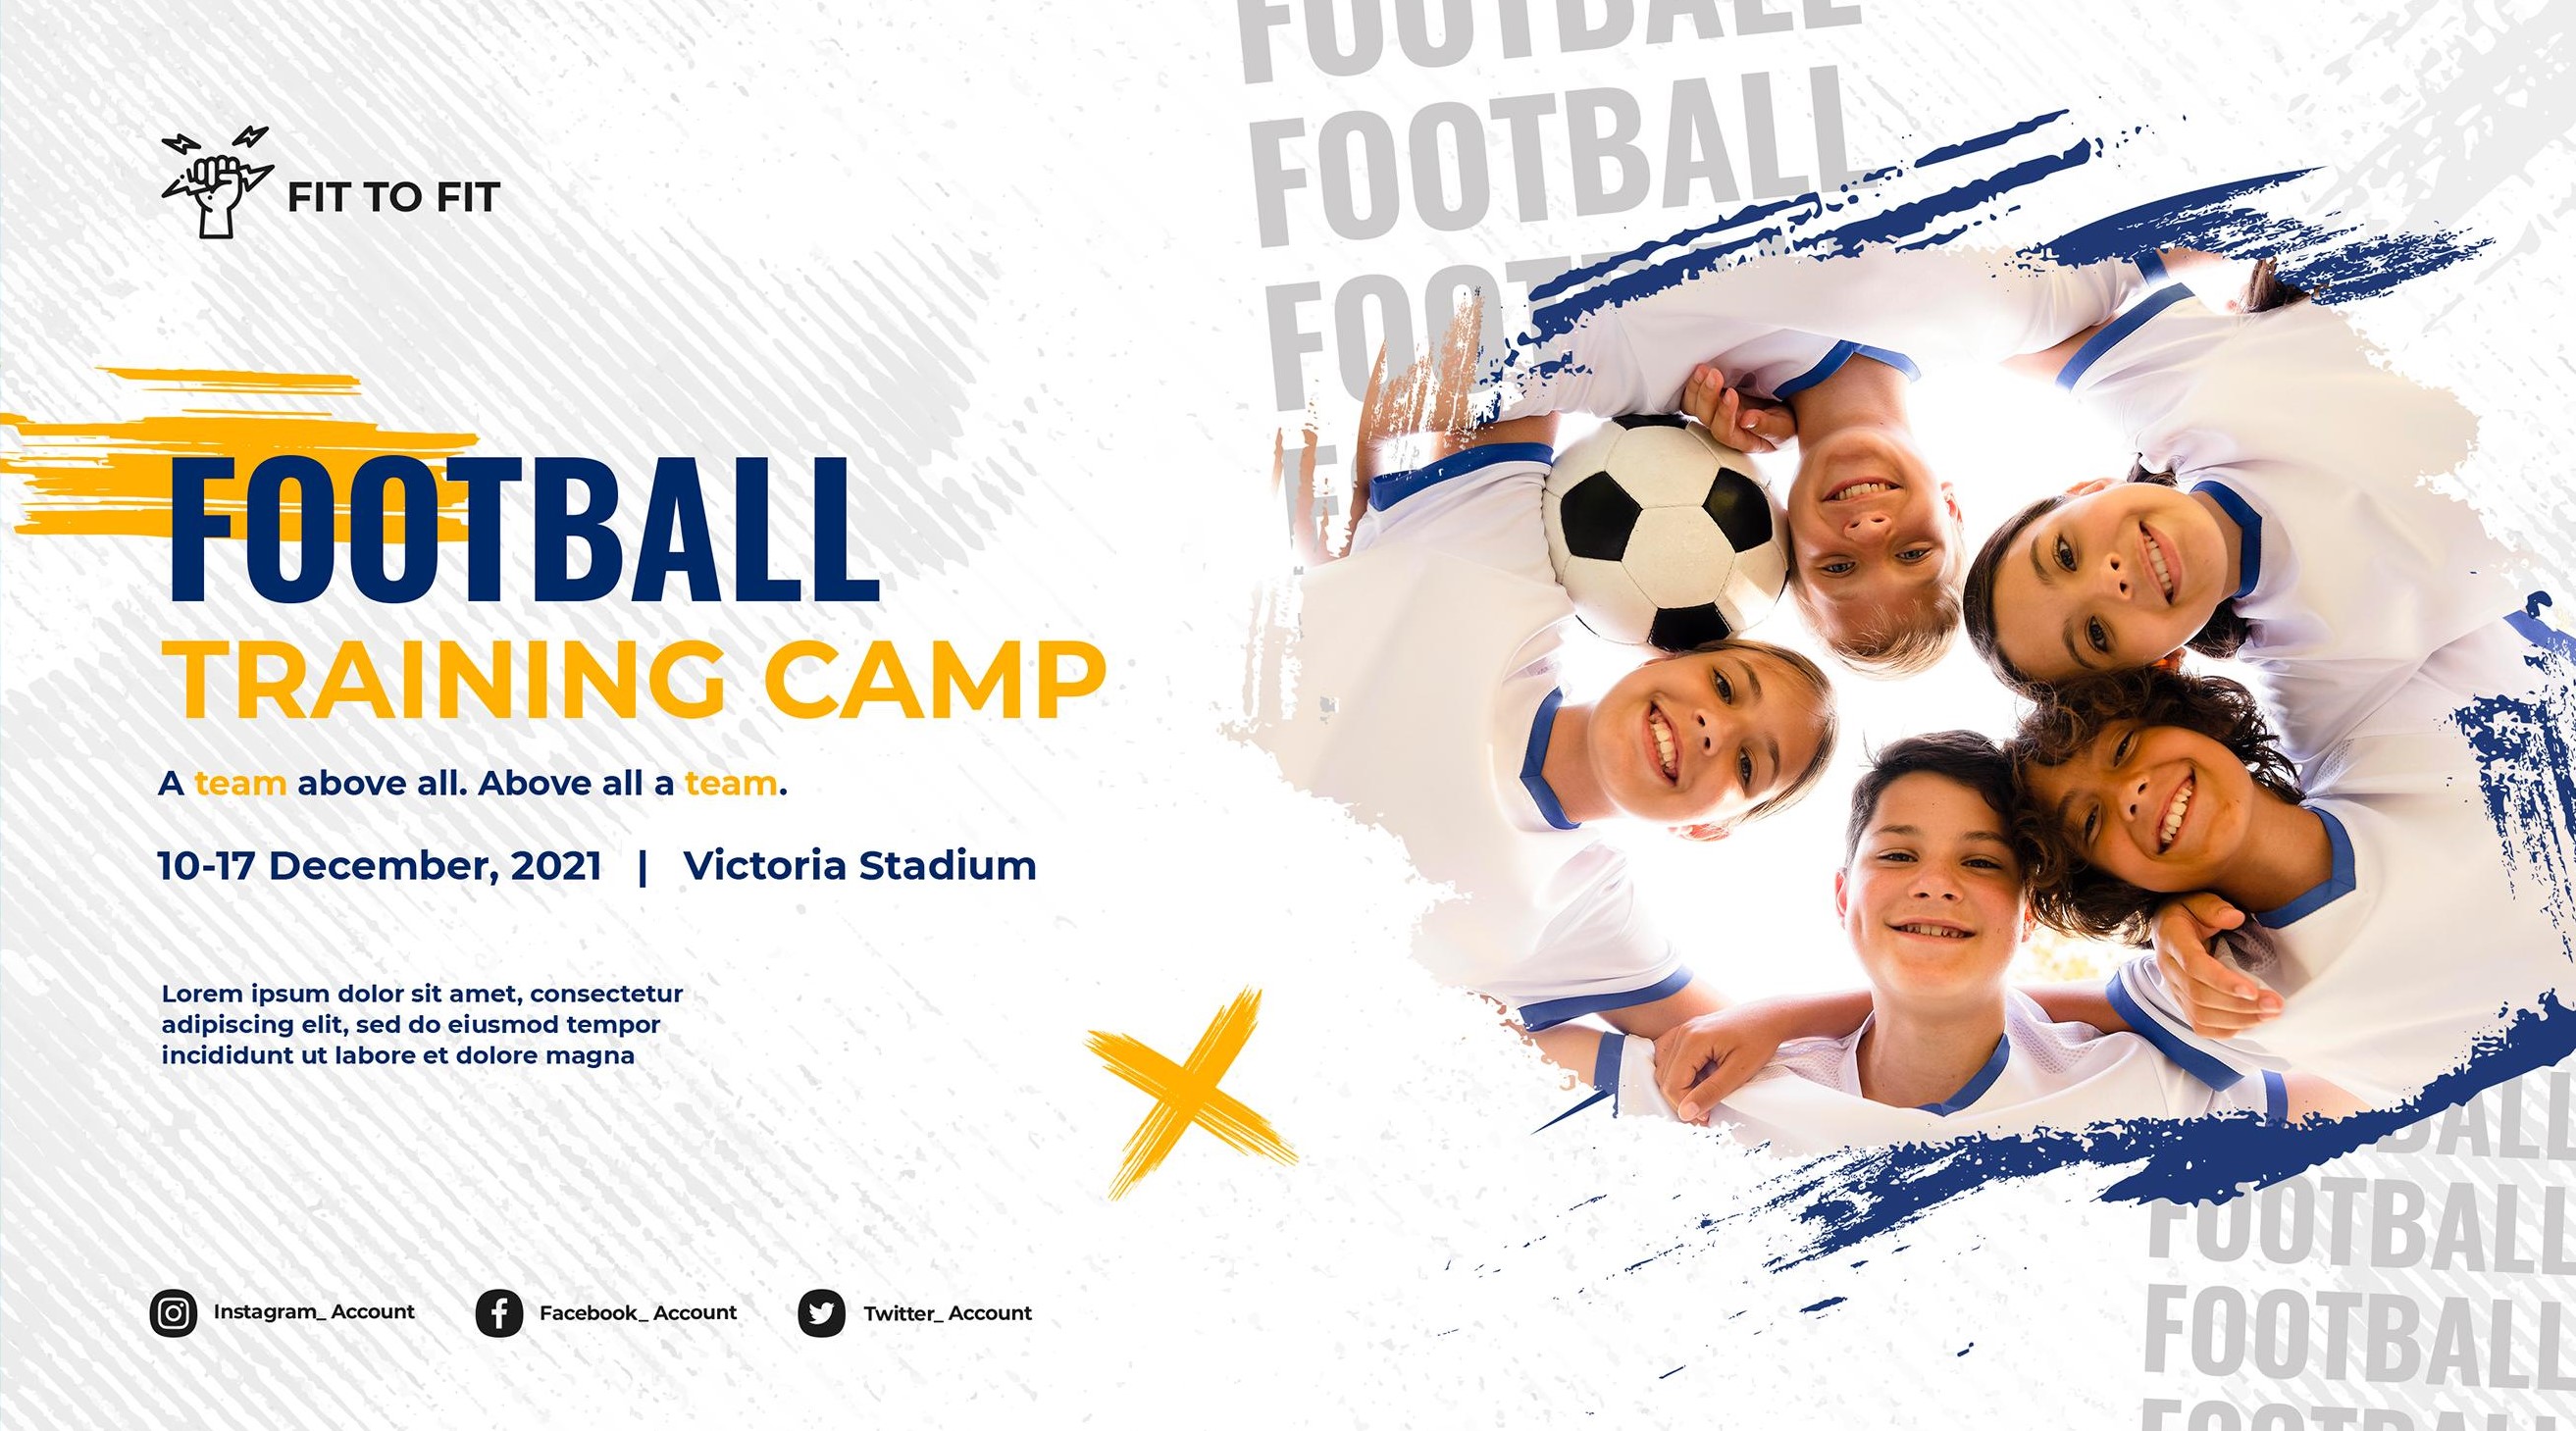 FIT TO FIT
FOOTBALL
TRAINING CAMP
A team above all. Above all a team.
10-17 December, 2021 | Victoria Stadium
Lorem ipsum dolor sit amet, consectetur
adipiscing elit, sed do eiusmod tempor
incididunt ut labore et dolore magna
Instagram_ Account
Facebook_ Account
Twitter_ Account
FOOTBALL
FOOTBALL
FOOTBALL
FOOTBALL
FOOTBALL
FOOTBALL